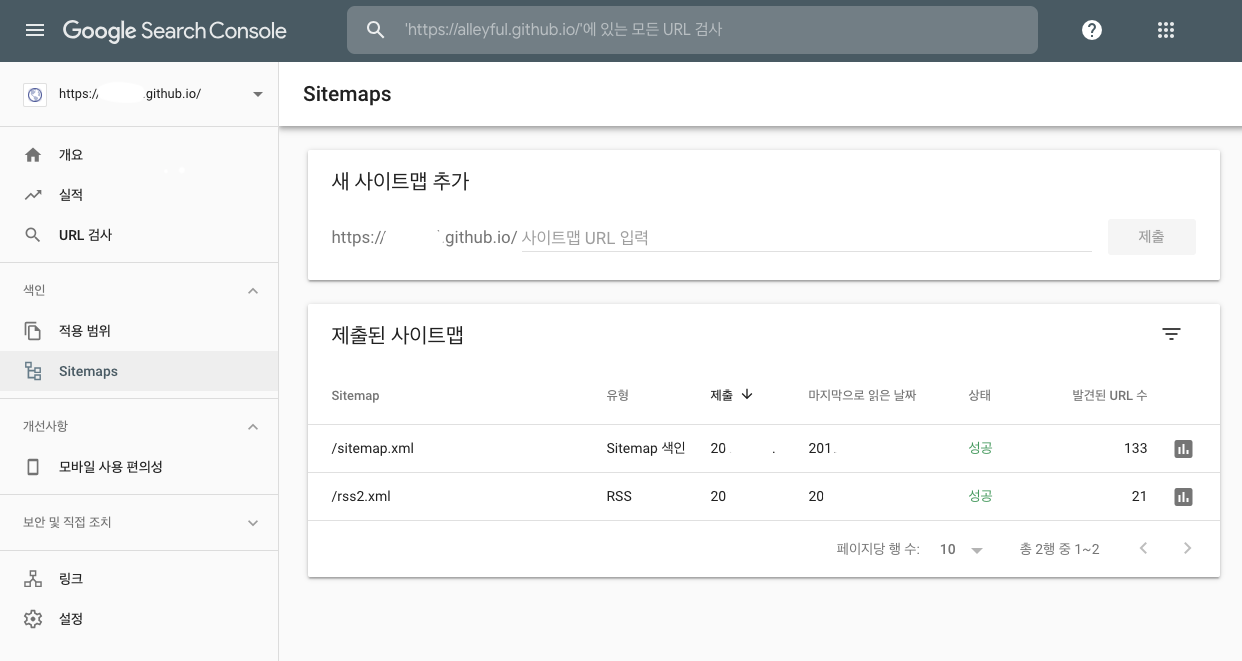 Google Search Console
'https://alleyful.github.io/'에 있는 모든 URL 검사
https:// .github.io/
Sitemaps
개요
실적
URL 검사
색인
적용 범위
Sitemaps
개선사항
모바일 사용 편의성
보안 및 직접 조치
링크
설정
새 사이트맵 추가
https:// .github.io/ 사이트맵 URL 입력
제출
제출된 사이트맵
Sitemap 유형 제출 마지막으로 읽은 날짜 상태 발견된 URL 수
/sitemap.xml Sitemap 색인 20 . 201 성공 133
/rss2.xml RSS 20 20 성공 21
페이지당 행 수: 10 총 2행 중 1~2